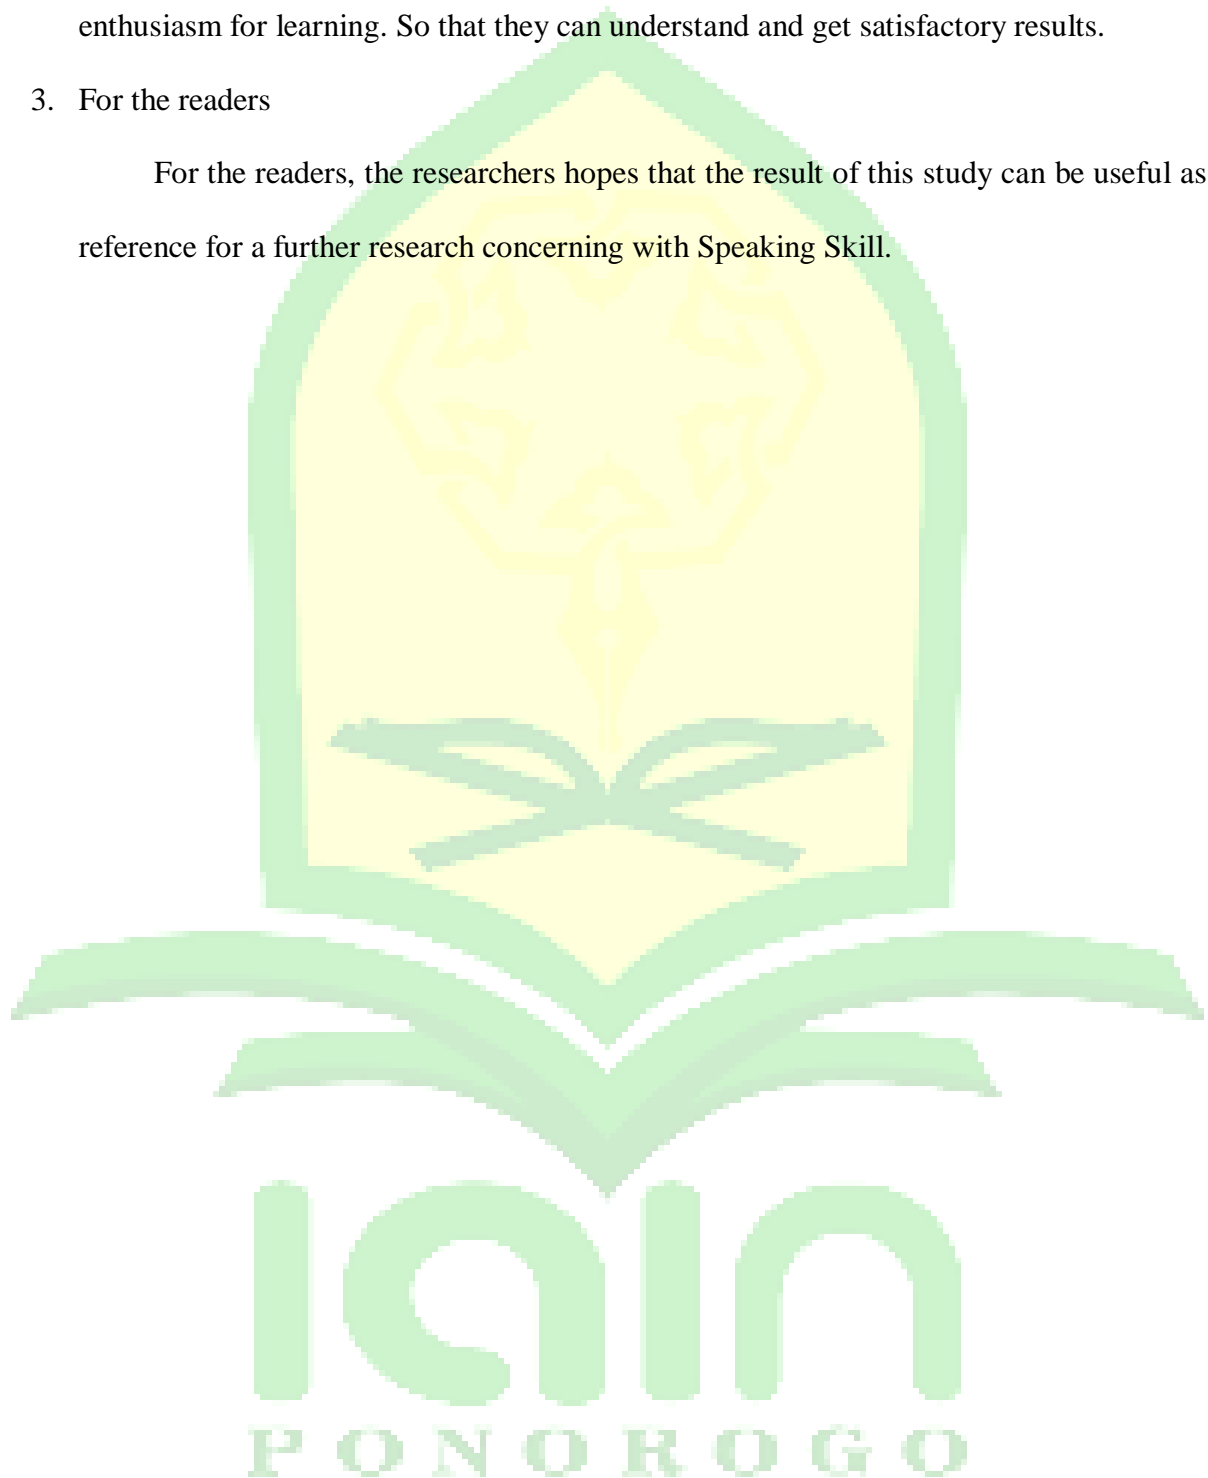 enthusiasm for learning. So that they can understand and get satisfactory results.
3. For the readers
For the readers, the researchers hopes that the result of this study can be useful as
reference for a further research concerning with Speaking Skill.
iain
PONOROGO